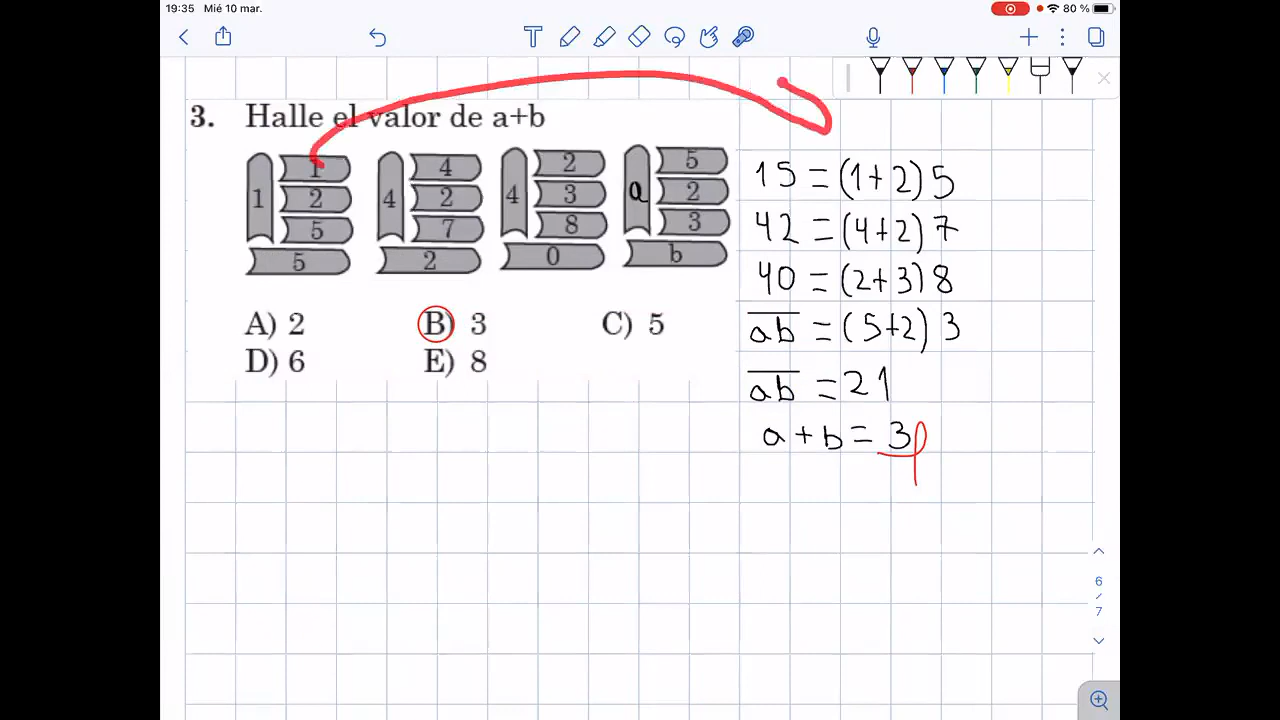 19:35 Mié 10 mar. 80 %
3. Halle el valor de a+b
1 1 2 5 5
4 4 2 7 2
4 2 3 8 0
a 5 2 3 b
A) 2 B) 3 C) 5
D) 6 E) 8
15 = (1+2) 5
42 = (4+2) 7
40 = (2+3) 8
ab = (5+2) 3
ab = 21
a + b = 3
6
/
7